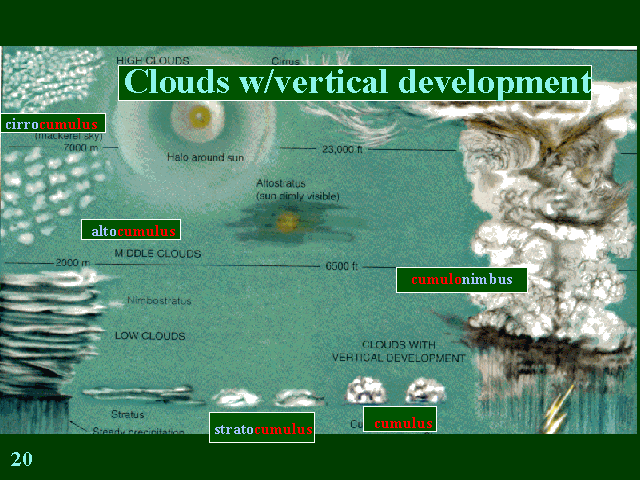 HIGH CLOUDS
Cirrus
Clouds w/vertical development
cirrocumulus
(mackerel sky)
7000 m
23,000 ft
Halo around sun
Altostratus
(sun dimly visible)
altocumulus
MIDDLE CLOUDS
2000 m
6500 ft
cumulonimbus
Nimbostratus
LOW CLOUDS
CLOUDS WITH
VERTICAL DEVELOPMENT
Stratus
Steady precipitation
stratocumulus
cumulus
20